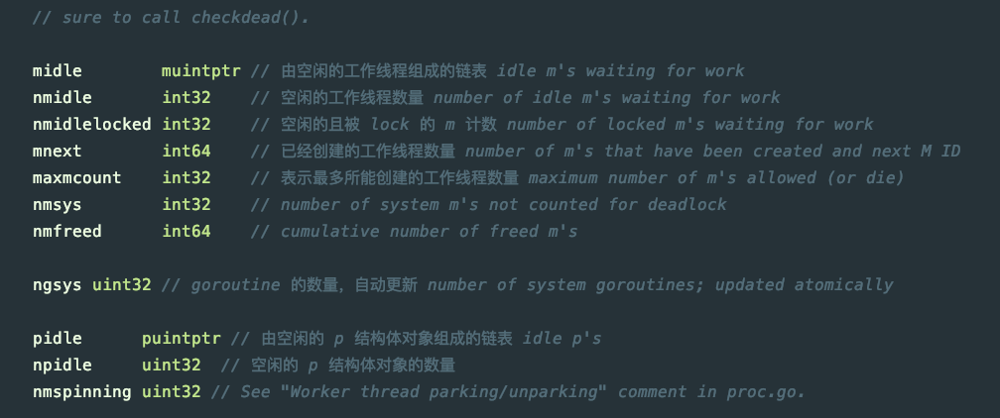 // sure to call checkdead().
midle muintptr // 由空闲的工作线程组成的链表 idle m's waiting for work
nmidle int32 // 空闲的工作线程数量 number of idle m's waiting for work
nmidlelocked int32 // 空闲的且被 lock 的 m 计数 number of locked m's waiting for work
mnext int64 // 已经创建的工作线程数量 number of m's that have been created and next M ID
maxmcount int32 // 表示最多所能创建的工作线程数量 maximum number of m's allowed (or die)
nmsys int32 // number of system m's not counted for deadlock
nmfreed int64 // cumulative number of freed m's
ngsys uint32 // goroutine 的数量，自动更新 number of system goroutines; updated atomically
pidle puintptr // 由空闲的 p 结构体对象组成的链表 idle p's
npidle uint32 // 空闲的 p 结构体对象的数量
nmspinning uint32 // See "Worker thread parking/unparking" comment in proc.go.